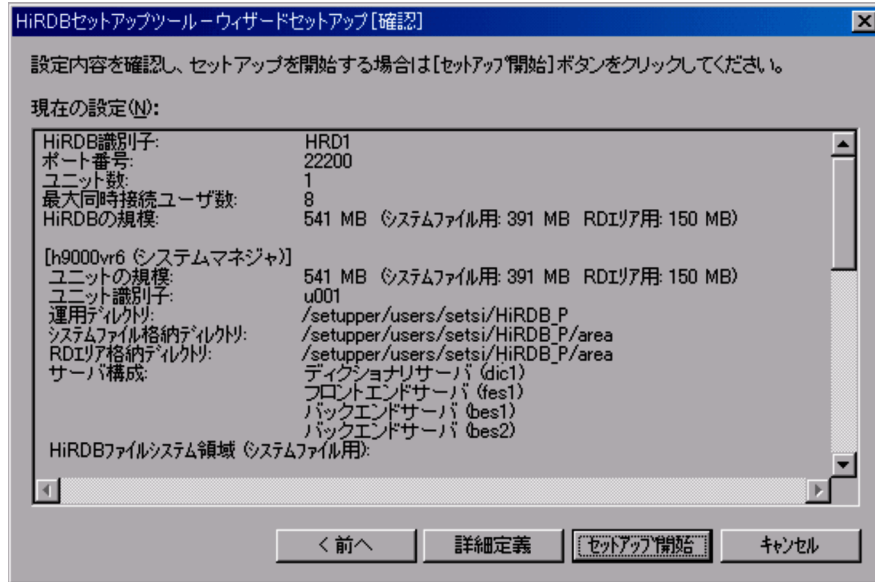 HiRDBセットアップツール－ウィザードセットアップ[確認]
設定内容を確認し、セットアップを開始する場合は[ｾｯﾄｱｯﾌﾟ開始]ボタンをクリックしてください。
現在の設定(N):
HiRDB識別子: HRD1
ポート番号: 22200
ユニット数: 1
最大同時接続ユーザ数: 8
HiRDBの規模: 541 MB (ｼｽﾃﾑﾌｧｲﾙ用: 391 MB RDｴﾘｱ用: 150 MB)
[h9000vr6 (システムマネジャ)]
ユニットの規模: 541 MB (ｼｽﾃﾑﾌｧｲﾙ用: 391 MB RDｴﾘｱ用: 150 MB)
ユニット識別子: u001
運用ﾃﾞｨﾚｸﾄﾘ: /setupper/users/setsi/HiRDB_P
ｼｽﾃﾑﾌｧｲﾙ格納ﾃﾞｨﾚｸﾄﾘ: /setupper/users/setsi/HiRDB_P/area
RDｴﾘｱ格納ﾃﾞｨﾚｸﾄﾘ: /setupper/users/setsi/HiRDB_P/area
サーバ構成: ディクショナリサーバ (dic1)
フロントエンドサーバ (fes1)
バックエンドサーバ (bes1)
バックエンドサーバ (bes2)
HiRDBﾌｧｲﾙｼｽﾃﾑ領域 (ｼｽﾃﾑﾌｧｲﾙ用):
< 前へ
詳細定義
ｾｯﾄｱｯﾌﾟ開始
ｷｬﾝｾﾙ